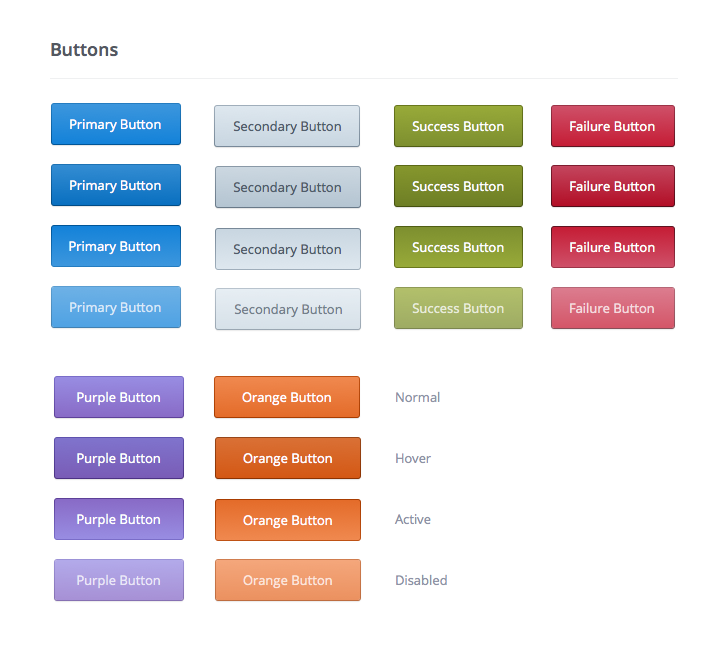 Buttons
Primary Button Secondary Button Success Button Failure Button
Primary Button Secondary Button Success Button Failure Button
Primary Button Secondary Button Success Button Failure Button
Primary Button Secondary Button Success Button Failure Button
Purple Button Orange Button Normal
Purple Button Orange Button Hover
Purple Button Orange Button Active
Purple Button Orange Button Disabled